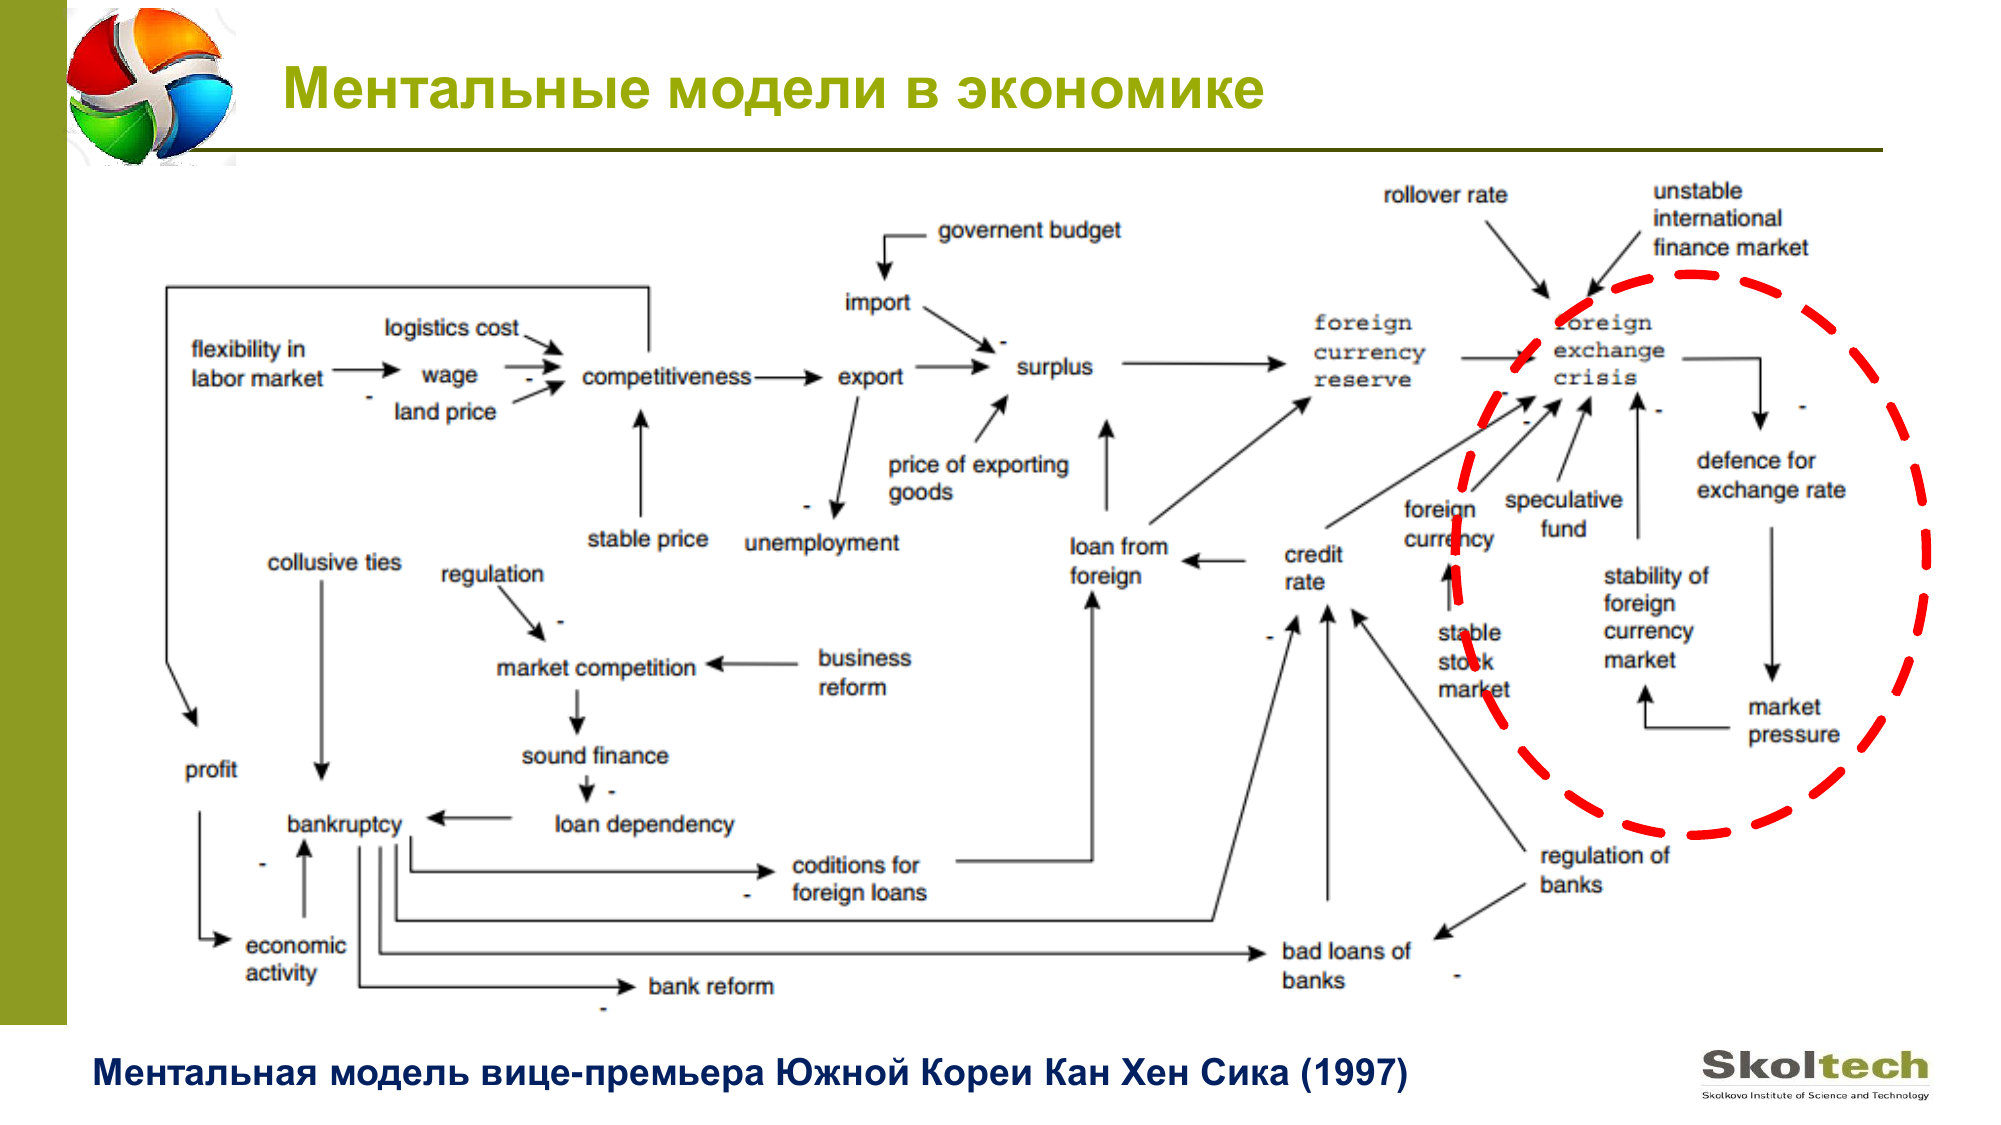 Ментальные модели в экономике
rollover rate
unstable
international
finance market
governent budget
import
logistics cost
flexibility in
labor market
wage
land price
competitiveness
export
surplus
foreign
currency
reserve
foreign
exchange
crisis
price of exporting
goods
defence for
exchange rate
stable price
unemployment
loan from
foreign
credit
rate
foreign
currency
speculative
fund
collusive ties
regulation
stability of
foreign
currency
market
stable
stock
market
market competition
business
reform
market
pressure
sound finance
profit
bankruptcy
loan dependency
coditions for
foreign loans
regulation of
banks
economic
activity
bank reform
bad loans of
banks
Ментальная модель вице-премьера Южной Кореи Кан Хен Сика (1997)
Skoltech
Skolkovo Institute of Science and Technology